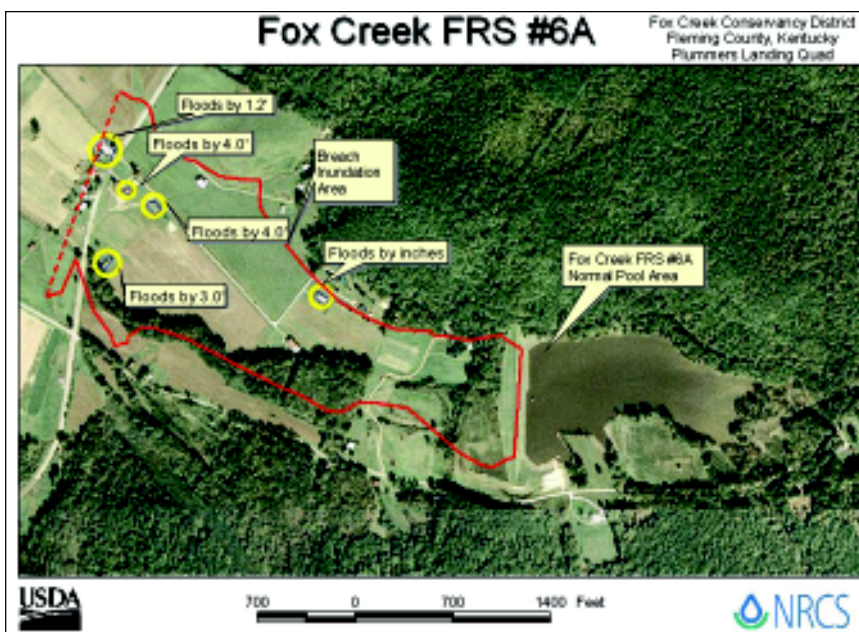 Fox Creek FRS #6A
Fox Creek Conservancy District
Fleming County, Kentucky
Plummers Landing Quad
Floods by 1.2'
Floods by 4.0'
Breach
Inundation
Area
Floods by 4.0'
Floods by inches
Fox Creek FRS #6A
Normal Pool Area
Floods by 3.0'
USDA
700 0 700 1400 Feet
NRCS